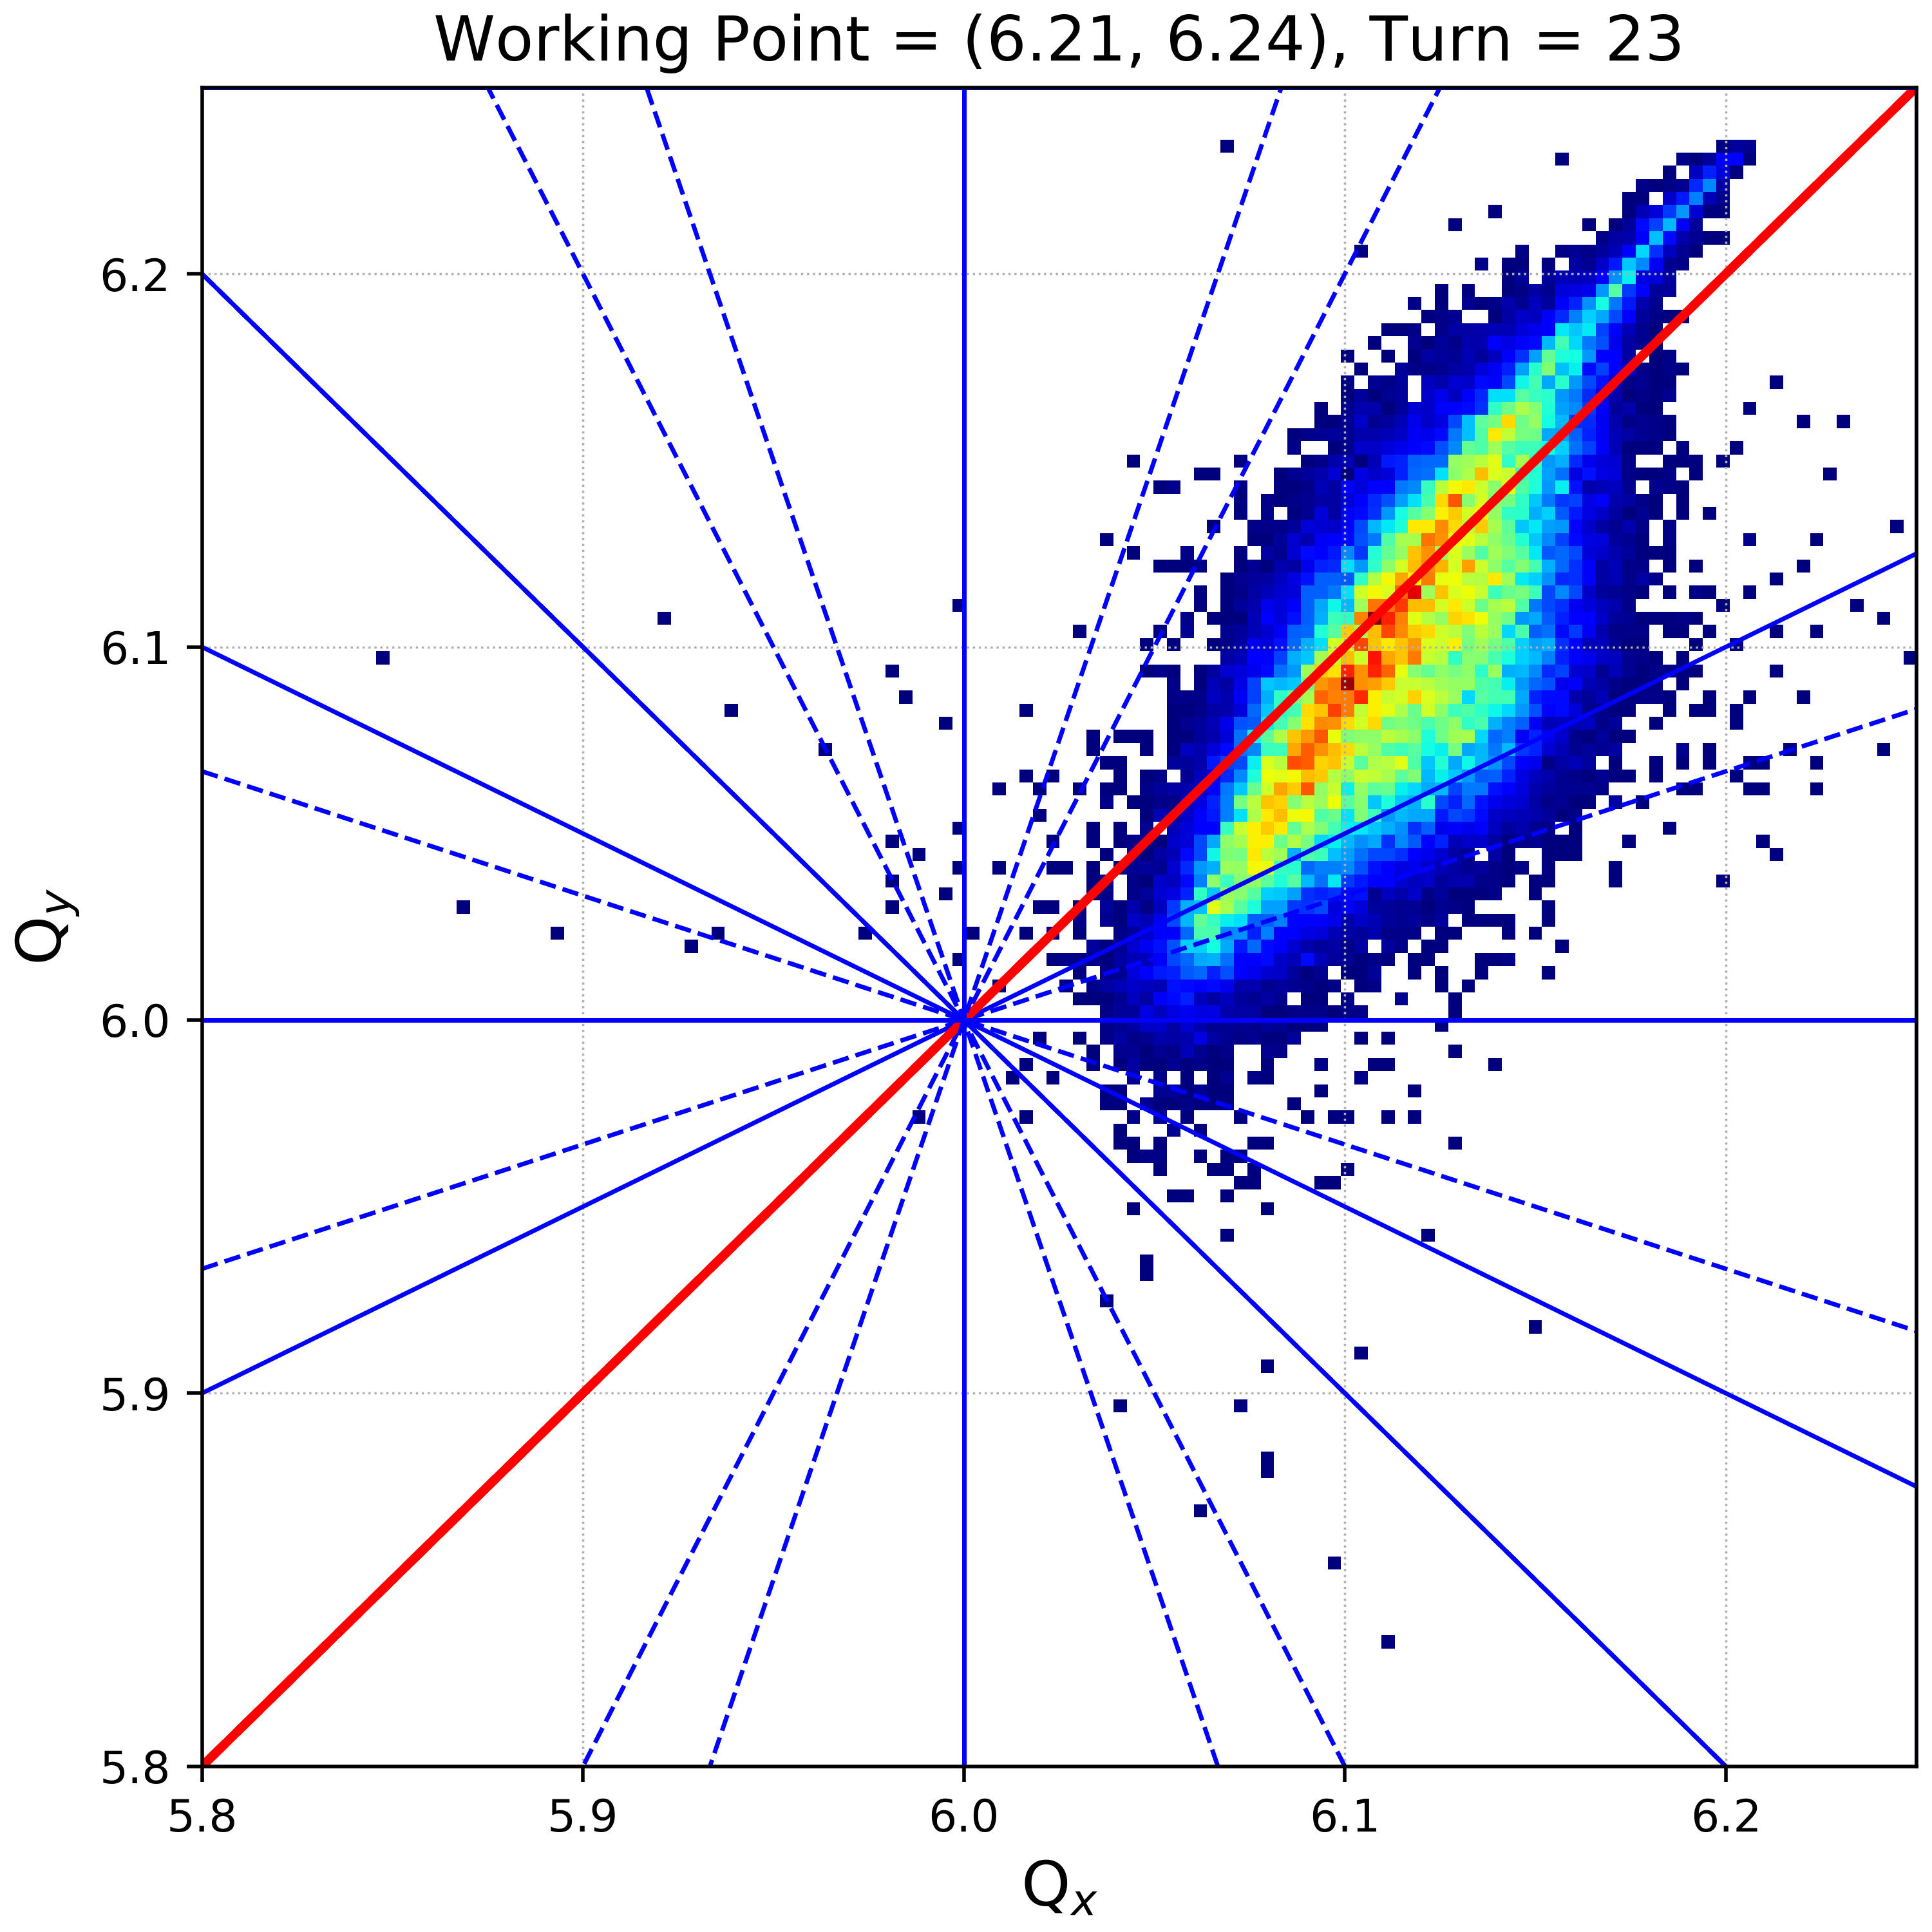 Working Point = (6.21, 6.24), Turn = 23
6.2
6.1
6.0
5.9
5.8
Qy
5.8 5.9 6.0 6.1 6.2
Qx